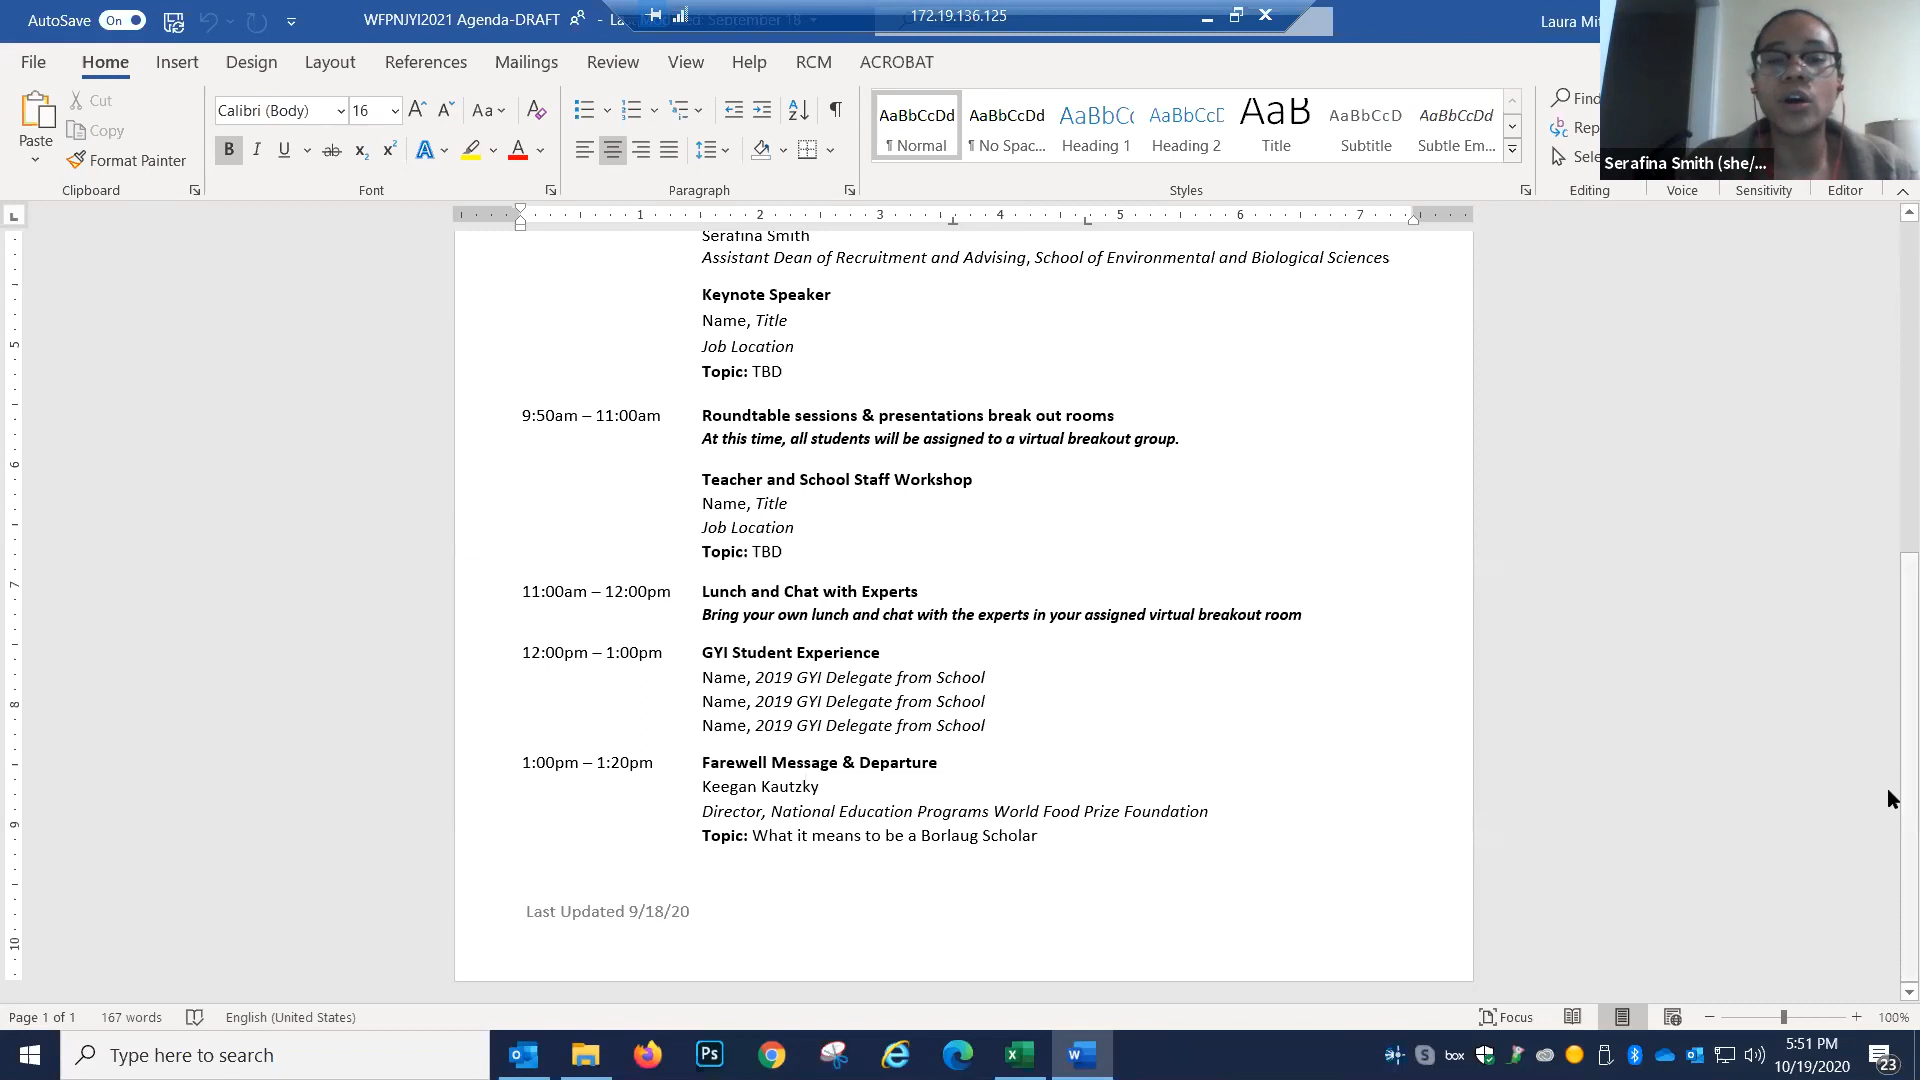 AutoSave On WFPNJYI2021 Agenda-DRAFT 172.19.136.125
File Home Insert Design Layout References Mailings Review View Help RCM ACROBAT
Paste Cut Copy Format Painter
Calibri (Body) 16
AaBbCcDd AaBbCcDd AaBbCc AaBbCcD AaB AaBbCcD AaBbCcDd
¶ Normal ¶ No Spac... Heading 1 Heading 2 Title Subtitle Subtle Em...
Serafina Smith (she/...
Clipboard Font Paragraph Styles Editing Voice Sensitivity Editor
1 2 3 4 5 6 7
Serafina Smith
Assistant Dean of Recruitment and Advising, School of Environmental and Biological Sciences
Keynote Speaker
Name, Title
Job Location
Topic: TBD
9:50am – 11:00am Roundtable sessions & presentations break out rooms
At this time, all students will be assigned to a virtual breakout group.
Teacher and School Staff Workshop
Name, Title
Job Location
Topic: TBD
11:00am – 12:00pm Lunch and Chat with Experts
Bring your own lunch and chat with the experts in your assigned virtual breakout room
12:00pm – 1:00pm GYI Student Experience
Name, 2019 GYI Delegate from School
Name, 2019 GYI Delegate from School
Name, 2019 GYI Delegate from School
1:00pm – 1:20pm Farewell Message & Departure
Keegan Kautzky
Director, National Education Programs World Food Prize Foundation
Topic: What it means to be a Borlaug Scholar
Last Updated 9/18/20
Page 1 of 1 167 words English (United States) Focus 100%
Type here to search
5:51 PM
10/19/2020
23